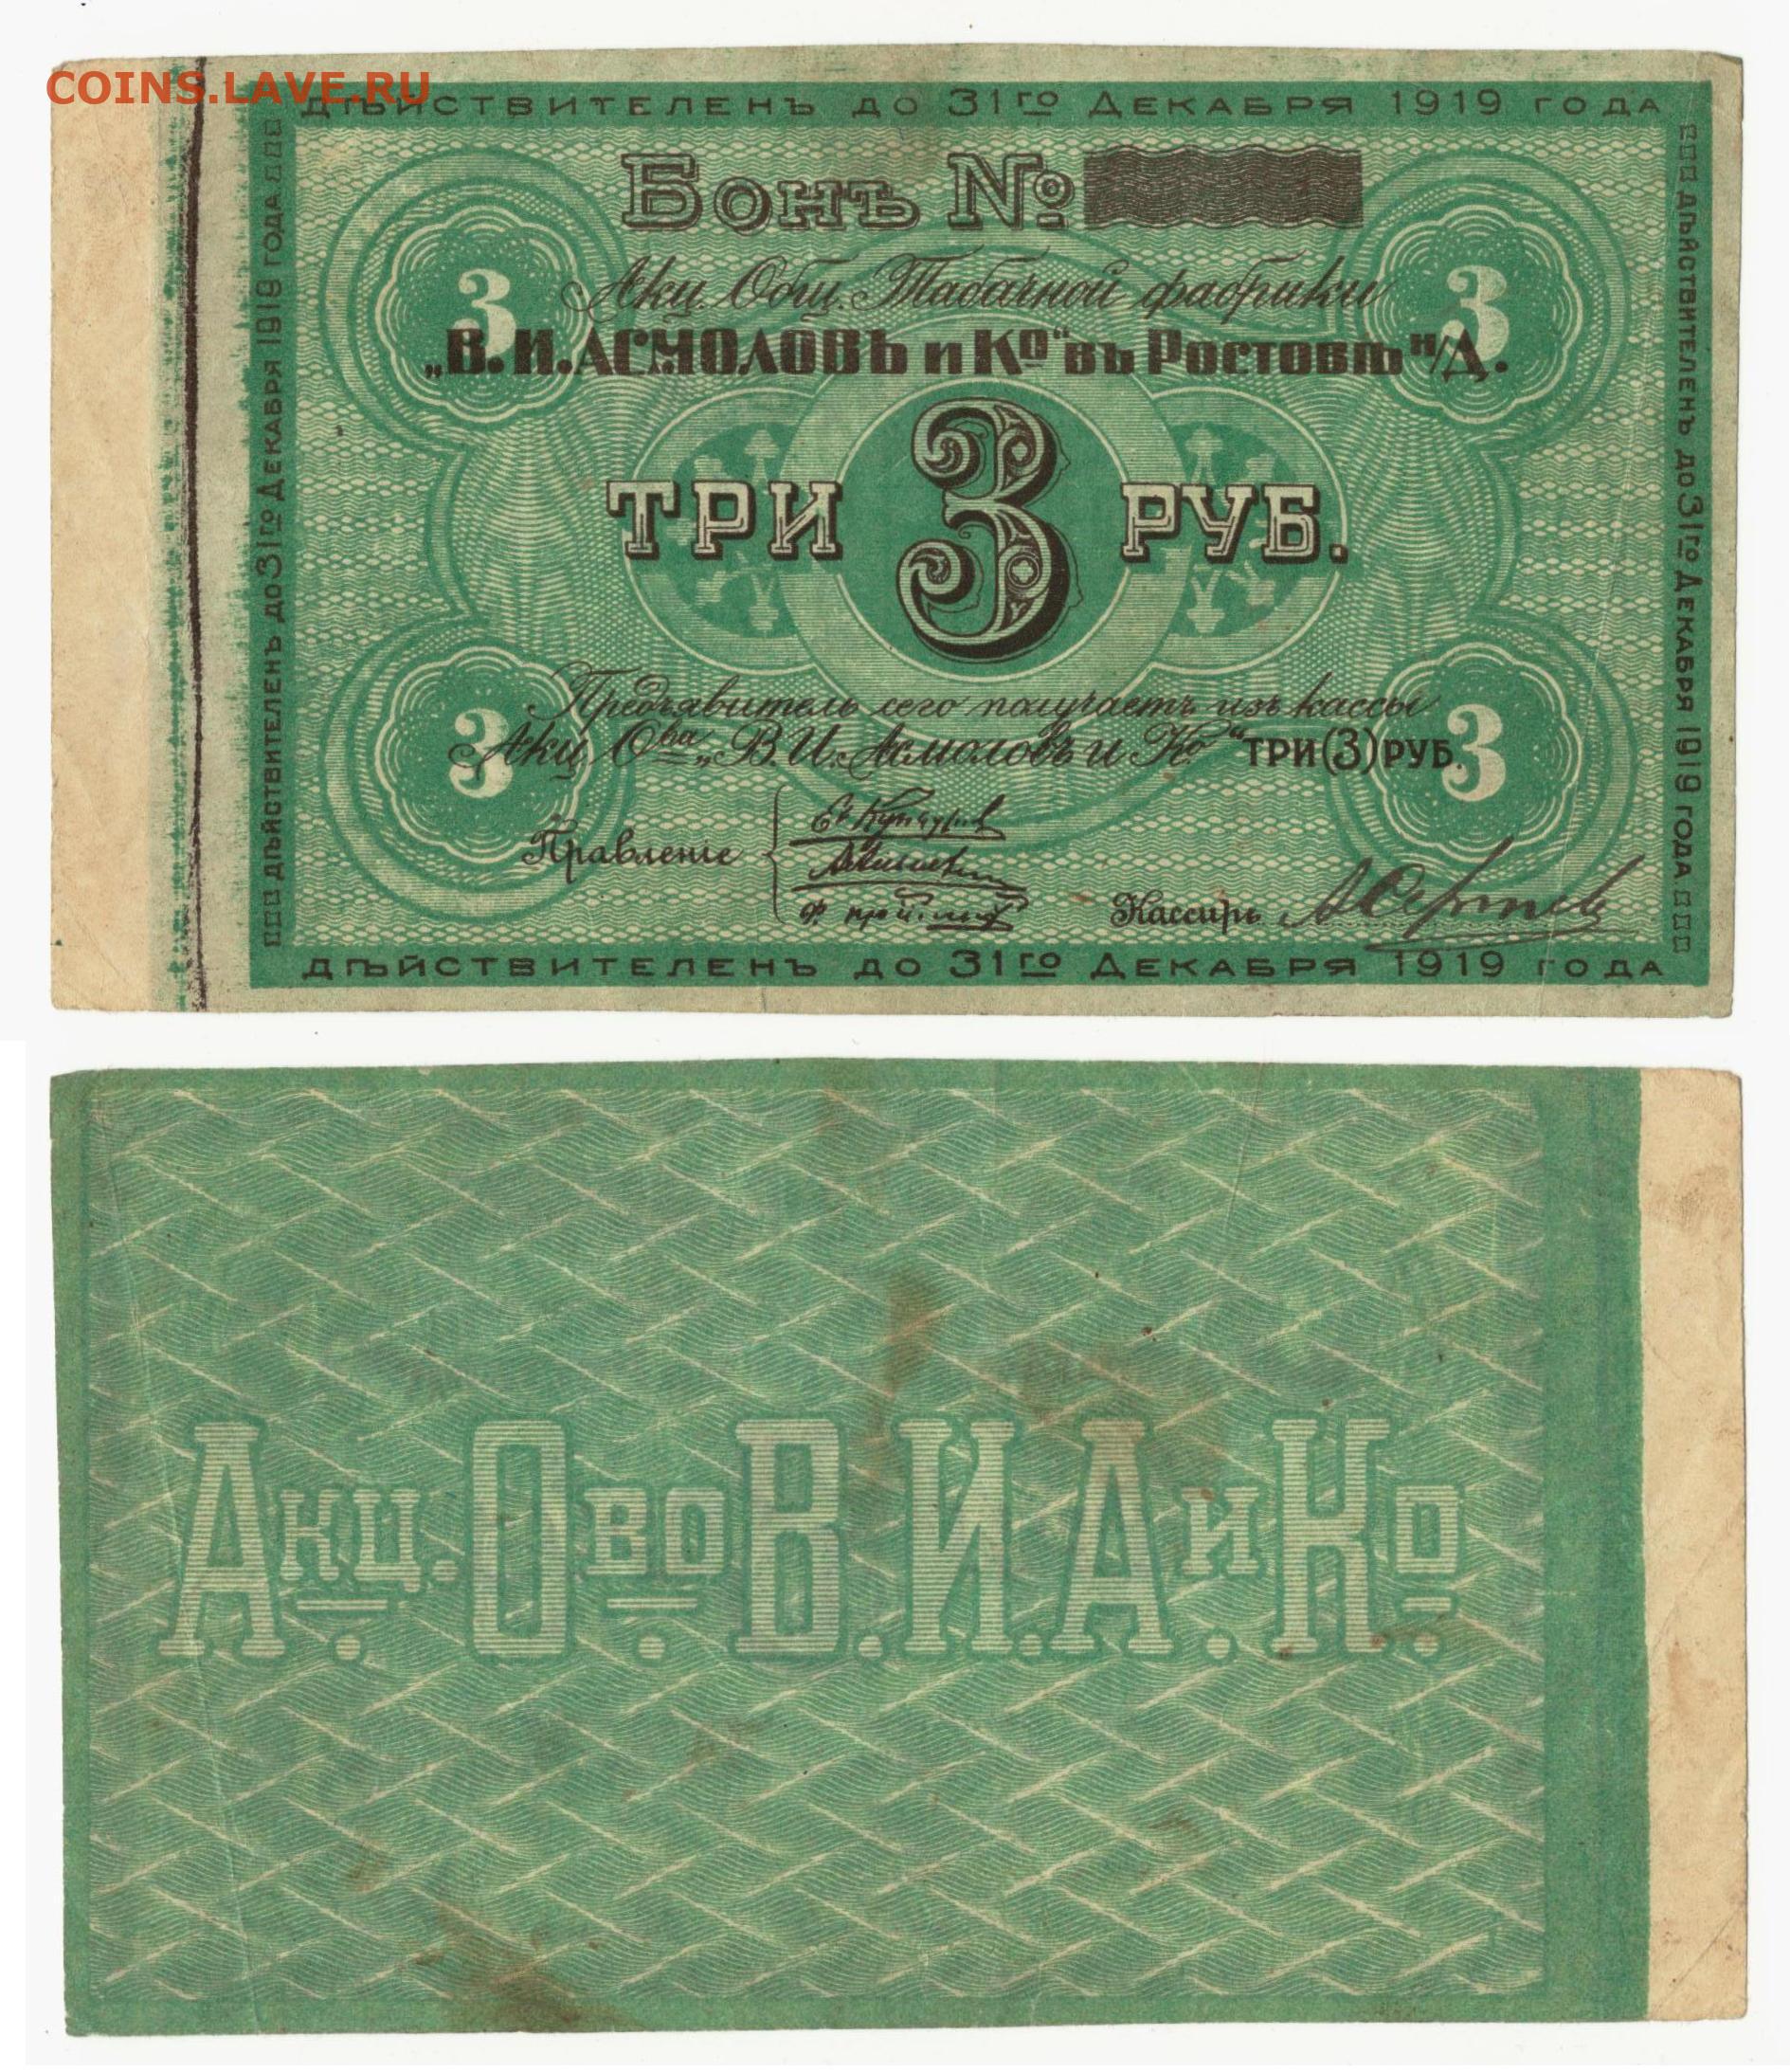 COINS.LAVE.RU
ДѢЙСТВИТЕЛЕНЪ ДО 31ГО ДЕКАБРЯ 1919 ГОДА
Бонъ №
Акц. Общ. Табачной фабрики
„В. И. АСМОЛОВЪ и Ко" въ Ростовѣ н/Д.
3
3
ТРИ 3 РУБ.
Предъявитель сего получаетъ изъ кассы
Акц. Ова „В. И. Асмоловъ и Ко" ТРИ (3) РУБ.
3
3
Правленіе
Кассиръ
ДѢЙСТВИТЕЛЕНЪ ДО 31ГО ДЕКАБРЯ 1919 ГОДА
ДѢЙСТВИТЕЛЕНЪ ДО 31ГО ДЕКАБРЯ 1919 ГОДА
ДѢЙСТВИТЕЛЕНЪ ДО 31ГО ДЕКАБРЯ 1919 ГОДА
Акц. Ово В. И. А. и Ко.